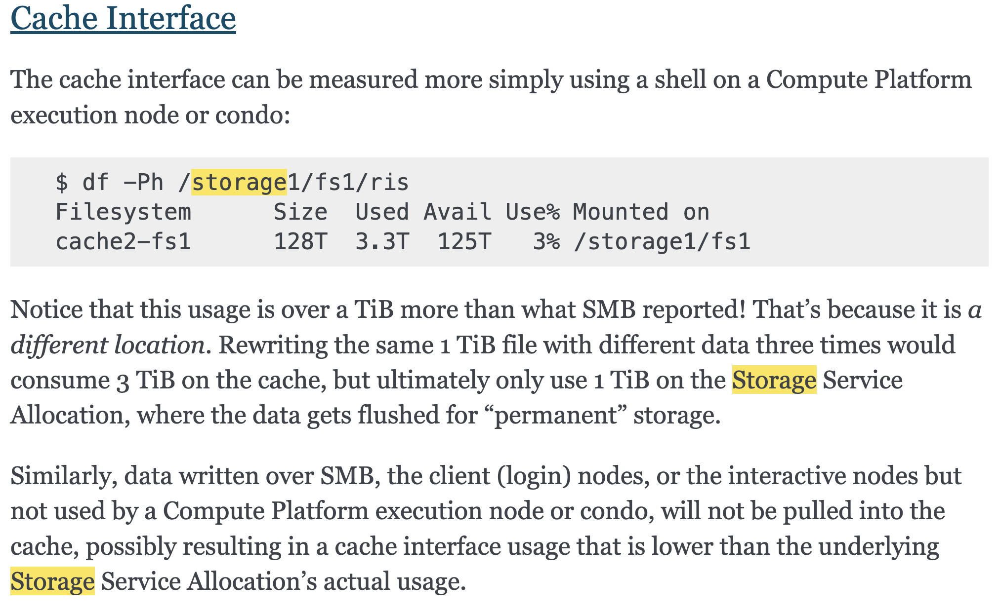 Cache Interface
The cache interface can be measured more simply using a shell on a Compute Platform
execution node or condo:
$ df -Ph /storage1/fs1/ris
Filesystem      Size  Used Avail Use% Mounted on
cache2-fs1      128T  3.3T  125T   3% /storage1/fs1
Notice that this usage is over a TiB more than what SMB reported! That’s because it is a
different location. Rewriting the same 1 TiB file with different data three times would
consume 3 TiB on the cache, but ultimately only use 1 TiB on the Storage Service
Allocation, where the data gets flushed for “permanent” storage.
Similarly, data written over SMB, the client (login) nodes, or the interactive nodes but
not used by a Compute Platform execution node or condo, will not be pulled into the
cache, possibly resulting in a cache interface usage that is lower than the underlying
Storage Service Allocation’s actual usage.